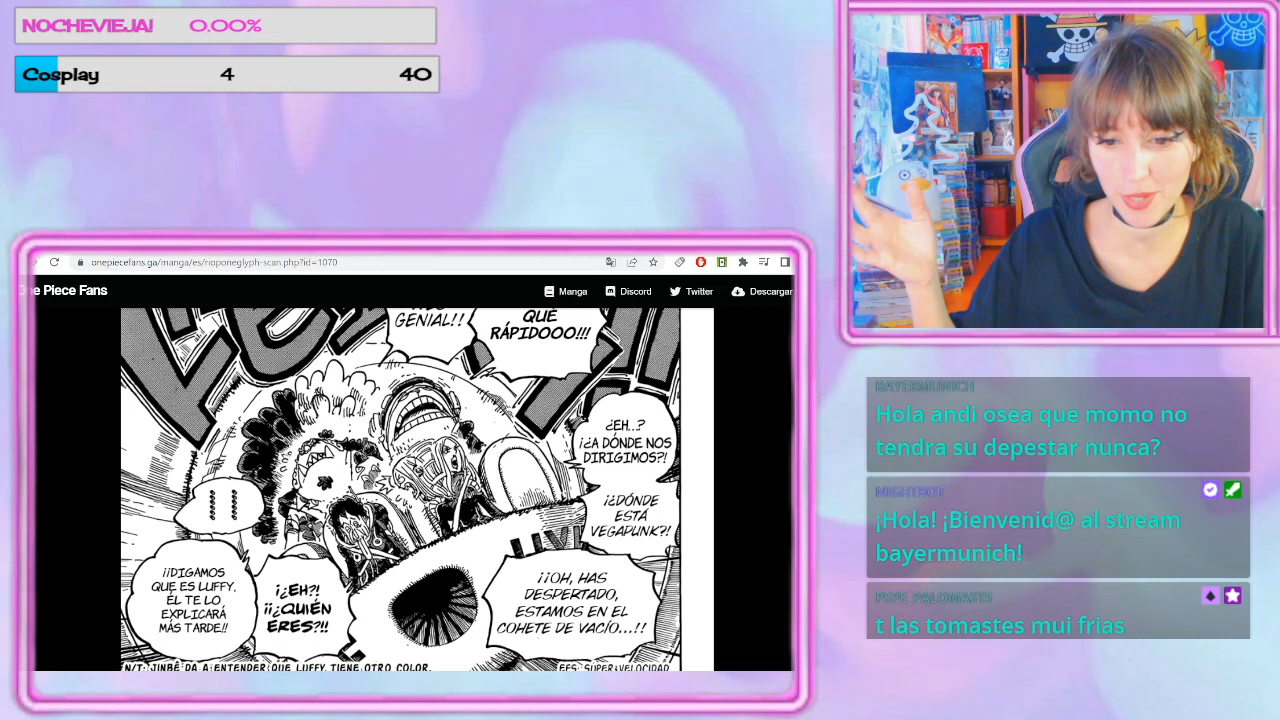 NOCHEVIEJA! 0.00%
Cosplay 4 40
onepiecefans.ga/manga/es/rioponeglyph-scan.php?id=1070
One Piece Fans
Manga Discord Twitter Descargar
GENIAL!!
QUÉ
RÁPIDOOO!!!
¿EH..?
¡¿A DÓNDE NOS
DIRIGIMOS?!
¡¿DÓNDE
ESTÁ
VEGAPUNK?!
¡¡DIGAMOS
QUE ES LUFFY.
ÉL TE LO
EXPLICARÁ
MÁS TARDE!!
¡¿EH?!
¡¡¿QUIÉN
ERES?!!
¡¡OH, HAS
DESPERTADO,
ESTAMOS EN EL
COHETE DE VACÍO...!!
N/T: JINBÉ DA A ENTENDER QUE LUFFY TIENE OTRO COLOR.
EFS: SUPER VELOCIDAD
BAYERMUNICH
Hola andi osea que momo no
tendra su depestar nunca?
NIGHTBOT
¡Hola! ¡Bienvenid@ al stream
bayermunich!
t las tomastes mui frias